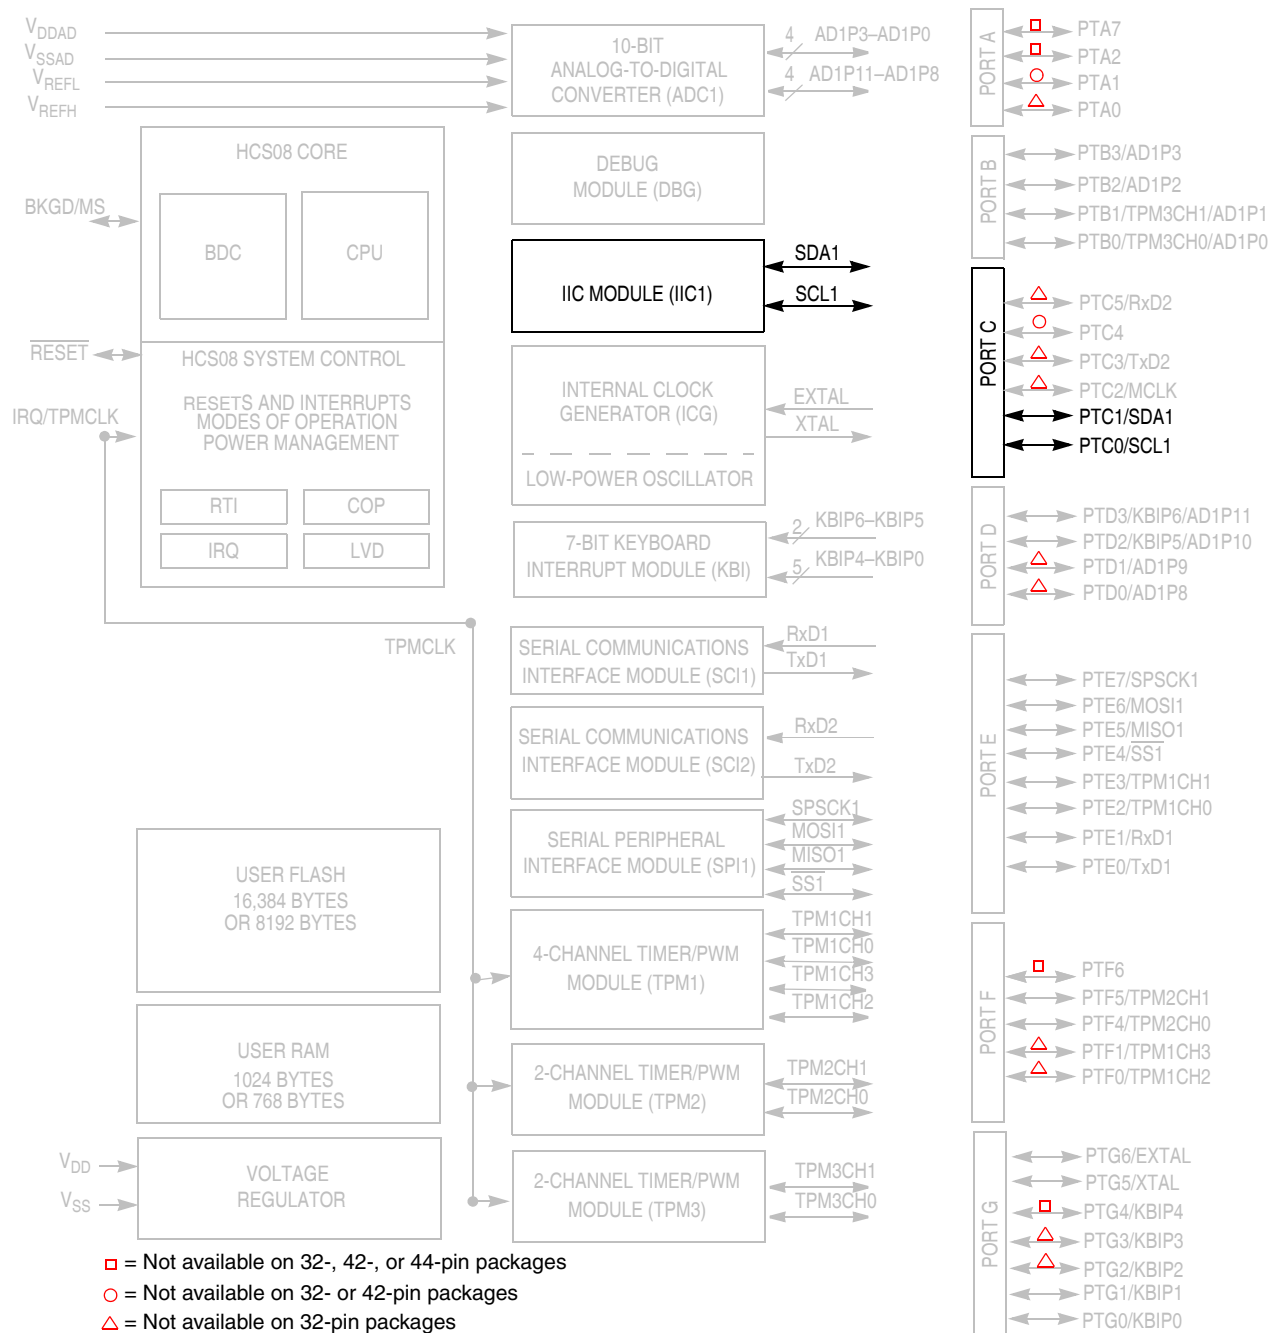 VDDAD
VSSAD
VREFL
VREFH
10-BIT
ANALOG-TO-DIGITAL
CONVERTER (ADC1)
4 AD1P3–AD1P0
4 AD1P11–AD1P8
HCS08 CORE
BDC
CPU
BKGD/MS
DEBUG
MODULE (DBG)
IIC MODULE (IIC1)
SDA1
SCL1
RESET
HCS08 SYSTEM CONTROL
RESETS AND INTERRUPTS
MODES OF OPERATION
POWER MANAGEMENT
IRQ/TPMCLK
RTI
COP
IRQ
LVD
INTERNAL CLOCK
GENERATOR (ICG)
LOW-POWER OSCILLATOR
EXTAL
XTAL
7-BIT KEYBOARD
INTERRUPT MODULE (KBI)
2 KBIP6–KBIP5
5 KBIP4–KBIP0
TPMCLK
SERIAL COMMUNICATIONS
INTERFACE MODULE (SCI1)
RxD1
TxD1
SERIAL COMMUNICATIONS
INTERFACE MODULE (SCI2)
RxD2
TxD2
SERIAL PERIPHERAL
INTERFACE MODULE (SPI1)
SPSCK1
MOSI1
MISO1
SS1
USER FLASH
16,384 BYTES
OR 8192 BYTES
4-CHANNEL TIMER/PWM
MODULE (TPM1)
TPM1CH1
TPM1CH0
TPM1CH3
TPM1CH2
USER RAM
1024 BYTES
OR 768 BYTES
2-CHANNEL TIMER/PWM
MODULE (TPM2)
TPM2CH1
TPM2CH0
VDD
VSS
VOLTAGE
REGULATOR
2-CHANNEL TIMER/PWM
MODULE (TPM3)
TPM3CH1
TPM3CH0
PORT A
PTA7
PTA2
PTA1
PTA0
PORT B
PTB3/AD1P3
PTB2/AD1P2
PTB1/TPM3CH1/AD1P1
PTB0/TPM3CH0/AD1P0
PORT C
PTC5/RxD2
PTC4
PTC3/TxD2
PTC2/MCLK
PTC1/SDA1
PTC0/SCL1
PORT D
PTD3/KBIP6/AD1P11
PTD2/KBIP5/AD1P10
PTD1/AD1P9
PTD0/AD1P8
PORT E
PTE7/SPSCK1
PTE6/MOSI1
PTE5/MISO1
PTE4/SS1
PTE3/TPM1CH1
PTE2/TPM1CH0
PTE1/RxD1
PTE0/TxD1
PORT F
PTF6
PTF5/TPM2CH1
PTF4/TPM2CH0
PTF1/TPM1CH3
PTF0/TPM1CH2
PORT G
PTG6/EXTAL
PTG5/XTAL
PTG4/KBIP4
PTG3/KBIP3
PTG2/KBIP2
PTG1/KBIP1
PTG0/KBIP0
□ = Not available on 32-, 42-, or 44-pin packages
○ = Not available on 32- or 42-pin packages
△ = Not available on 32-pin packages